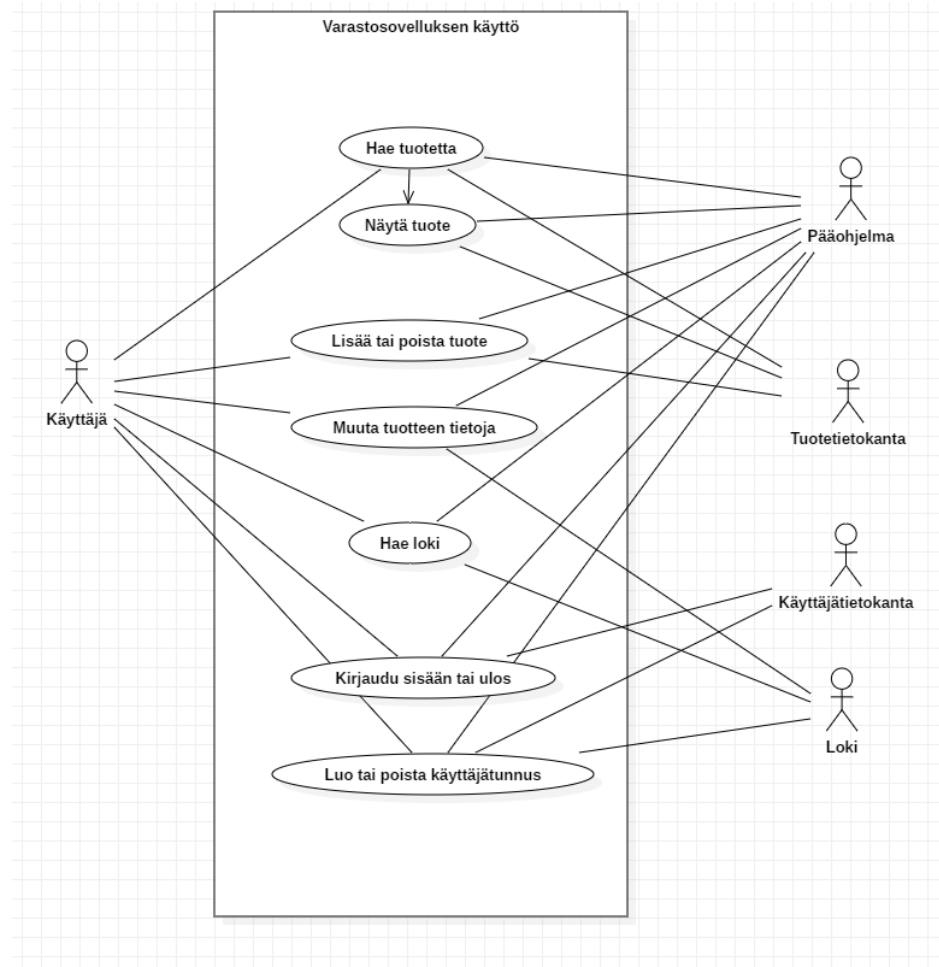 Varastosovelluksen käyttö
Hae tuotetta
Näytä tuote
Pääohjelma
Lisää tai poista tuote
Käyttäjä
Muuta tuotteen tietoja
Tuotetietokanta
Hae loki
Käyttäjätietokanta
Kirjaudu sisään tai ulos
Loki
Luo tai poista käyttäjätunnus